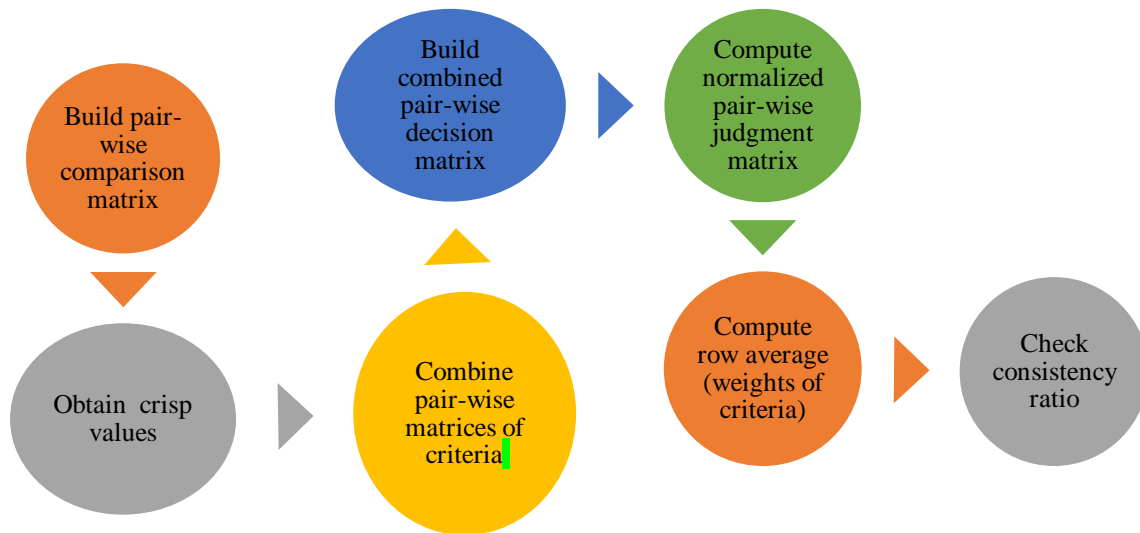 Build pair-
wise
comparison
matrix
Obtain crisp
values
Combine
pair-wise
matrices of
criteria
Build
combined
pair-wise
decision
matrix
Compute
normalized
pair-wise
judgment
matrix
Compute
row average
(weights of
criteria)
Check
consistency
ratio